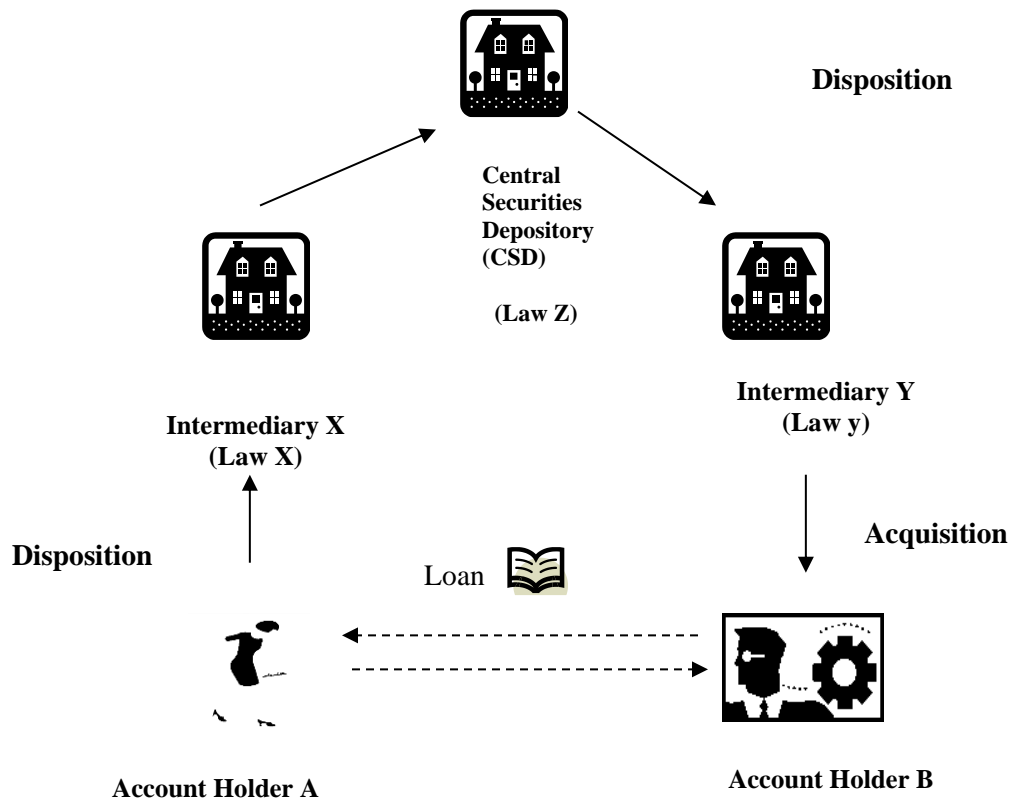 Disposition
Central
Securities
Depository
(CSD)
(Law Z)
Intermediary X
(Law X)
Intermediary Y
(Law y)
Disposition
Acquisition
Loan
Account Holder A
Account Holder B